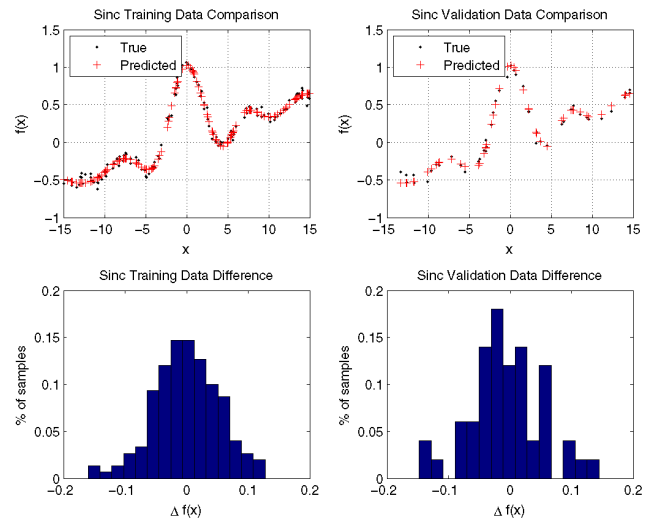 Sinc Training Data Comparison
True
Predicted
f(x)
1.5
1
0.5
0
−0.5
−1
−15 −10 −5 0 5 10 15
x
Sinc Validation Data Comparison
True
Predicted
f(x)
1.5
1
0.5
0
−0.5
−1
−15 −10 −5 0 5 10 15
x
Sinc Training Data Difference
% of samples
0.2
0.15
0.1
0.05
0
−0.2 −0.1 0 0.1 0.2
Δ f(x)
Sinc Validation Data Difference
% of samples
0.2
0.15
0.1
0.05
0
−0.2 −0.1 0 0.1 0.2
Δ f(x)